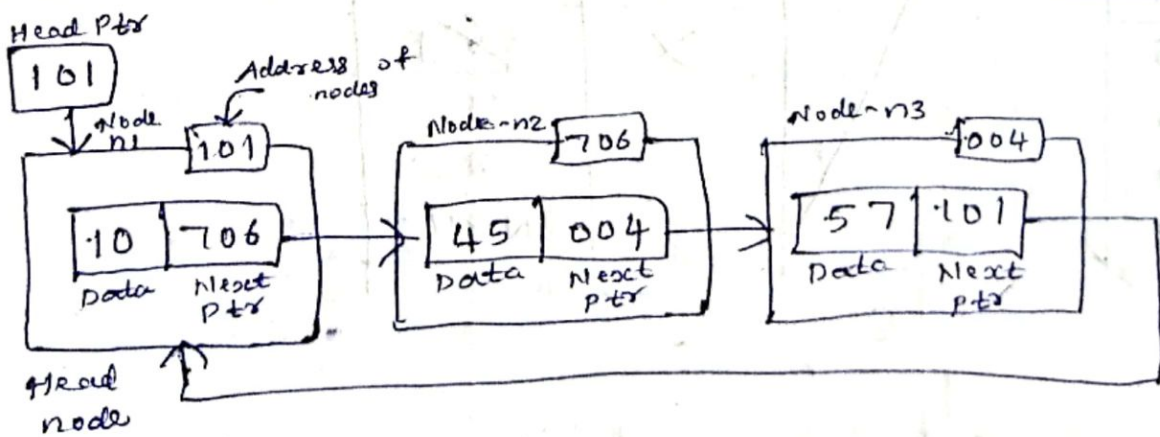 Head Ptr
101
Address of
nodes
Node
n1
101
Node-n2
706
Node-n3
004
10 706
Data Next
Ptr
45 004
Data Next
Ptr
57 101
Data Next
Ptr
Head
node